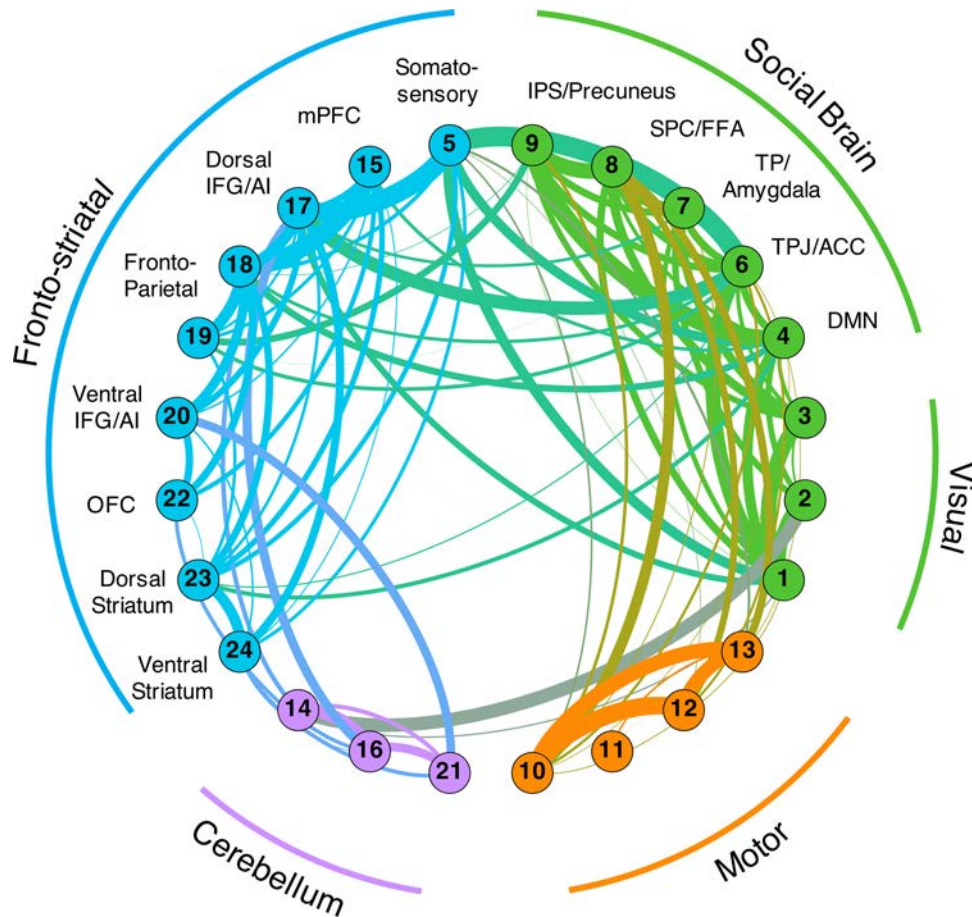 Somato-
sensory
IPS/Precuneus
Social Brain
mPFC
SPC/FFA
Dorsal
IFG/AI
TP/
Amygdala
5
9
15
8
17
7
TPJ/ACC
Fronto-striatal
Fronto-
Parietal
18
6
DMN
19
4
Ventral
IFG/AI
20
3
OFC
22
2
Visual
Dorsal
Striatum
23
1
Ventral
Striatum
24
13
14
12
16
11
21
10
Cerebellum
Motor